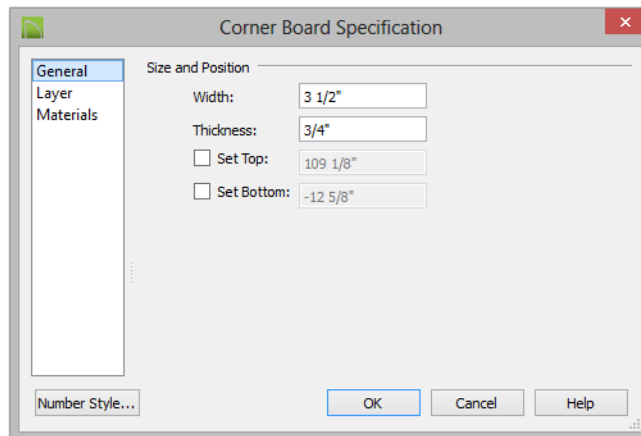 Corner Board Specification
General
Layer
Materials
Size and Position
Width: 3 1/2"
Thickness: 3/4"
Set Top: 109 1/8"
Set Bottom: -12 5/8"
Number Style...
OK
Cancel
Help